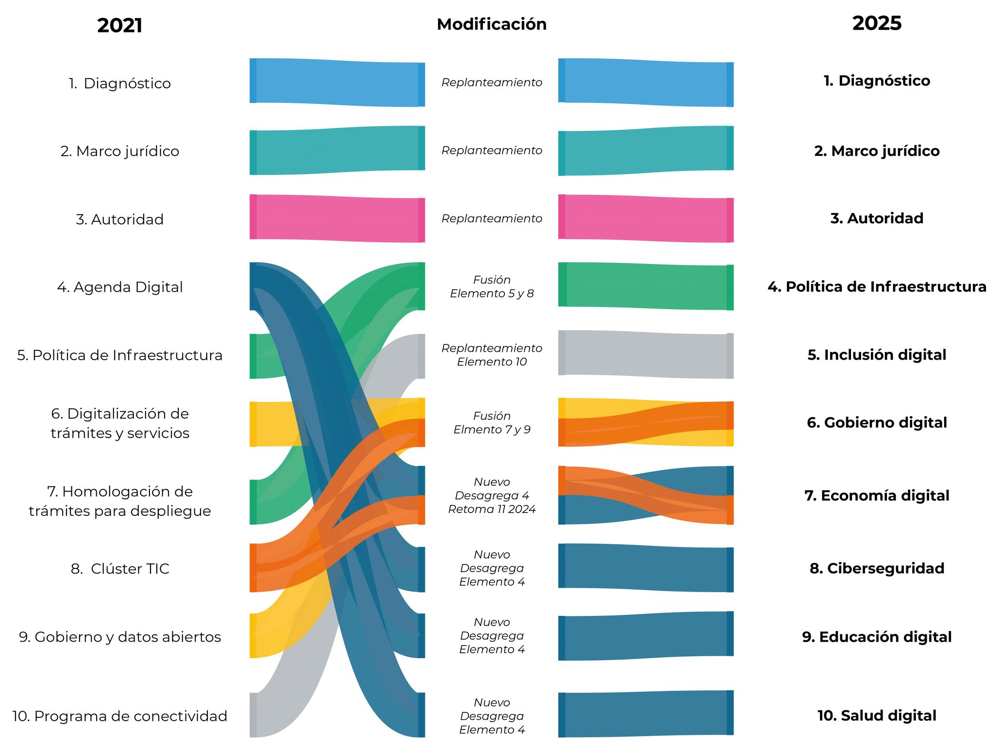 2021
Modificación
2025
1. Diagnóstico
Replanteamiento
1. Diagnóstico
2. Marco jurídico
Replanteamiento
2. Marco jurídico
3. Autoridad
Replanteamiento
3. Autoridad
4. Agenda Digital
Fusión
Elemento 5 y 8
4. Política de Infraestructura
5. Política de Infraestructura
Replanteamiento
Elemento 10
5. Inclusión digital
6. Digitalización de
trámites y servicios
Fusión
Elmento 7 y 9
6. Gobierno digital
7. Homologación de
trámites para despliegue
Nuevo
Desagrega 4
Retoma 11 2024
7. Economía digital
8. Clúster TIC
Nuevo
Desagrega
Elemento 4
8. Ciberseguridad
9. Gobierno y datos abiertos
Nuevo
Desagrega
Elemento 4
9. Educación digital
10. Programa de conectividad
Nuevo
Desagrega
Elemento 4
10. Salud digital